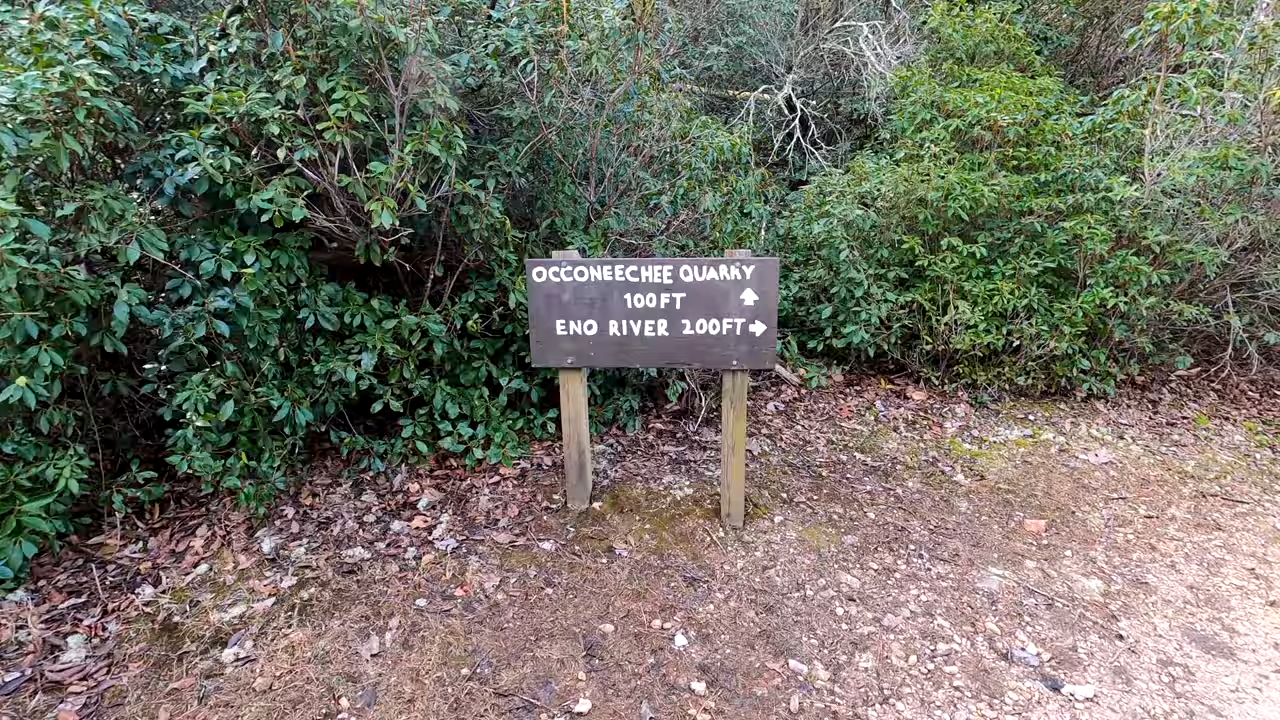 OCCONEECHEE QUARRY
100FT ↑
ENO RIVER 200FT →